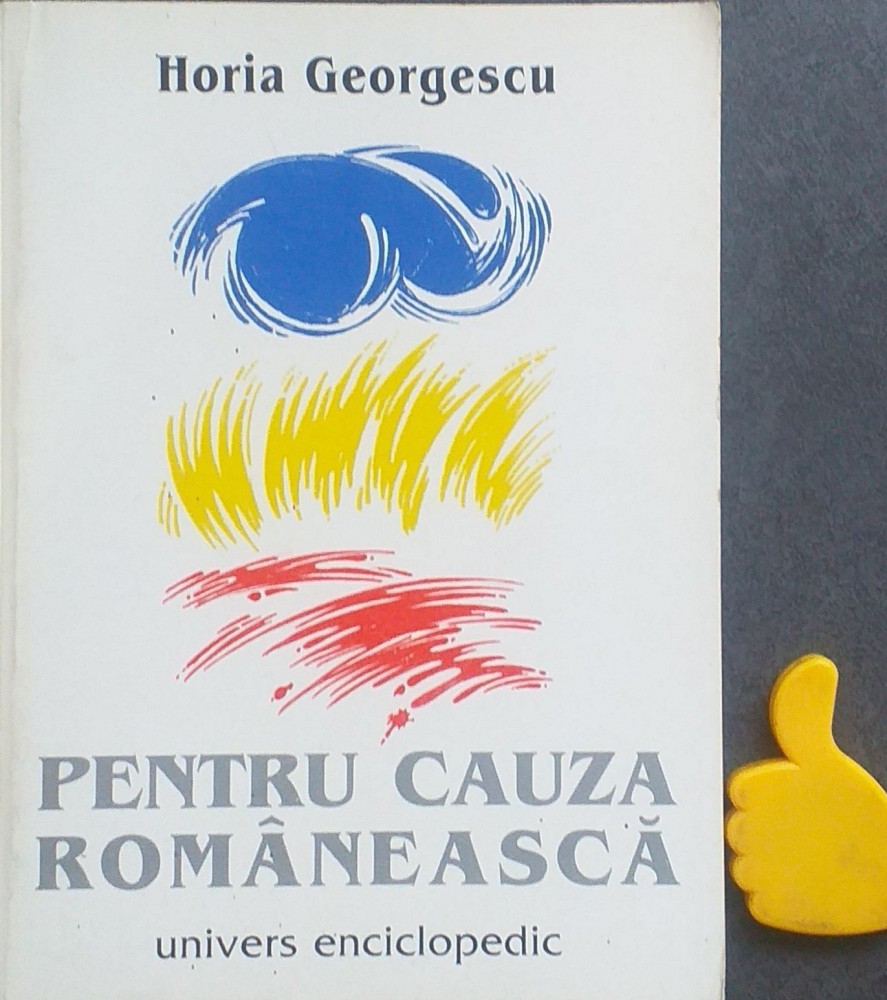 Horia Georgescu
PENTRU CAUZA
ROMÂNEASCĂ
univers enciclopedic